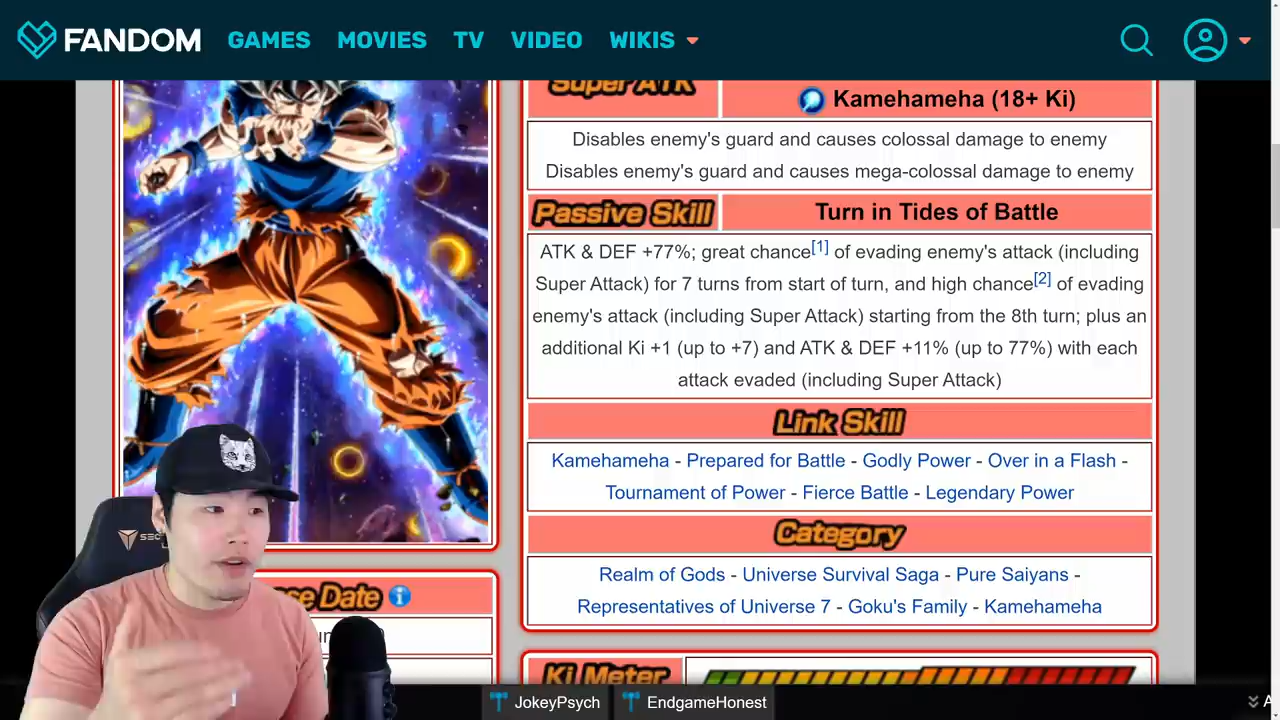 FANDOM GAMES MOVIES TV VIDEO WIKIS
Super ATK
Kamehameha (18+ Ki)
Disables enemy's guard and causes colossal damage to enemy
Disables enemy's guard and causes mega-colossal damage to enemy
Passive Skill
Turn in Tides of Battle
ATK & DEF +77%; great chance[1] of evading enemy's attack (including
Super Attack) for 7 turns from start of turn, and high chance[2] of evading
enemy's attack (including Super Attack) starting from the 8th turn; plus an
additional Ki +1 (up to +7) and ATK & DEF +11% (up to 77%) with each
attack evaded (including Super Attack)
Link Skill
Kamehameha - Prepared for Battle - Godly Power - Over in a Flash -
Tournament of Power - Fierce Battle - Legendary Power
Category
Realm of Gods - Universe Survival Saga - Pure Saiyans -
Representatives of Universe 7 - Goku's Family - Kamehameha
Date
Ki Meter
JokeyPsych
EndgameHonest